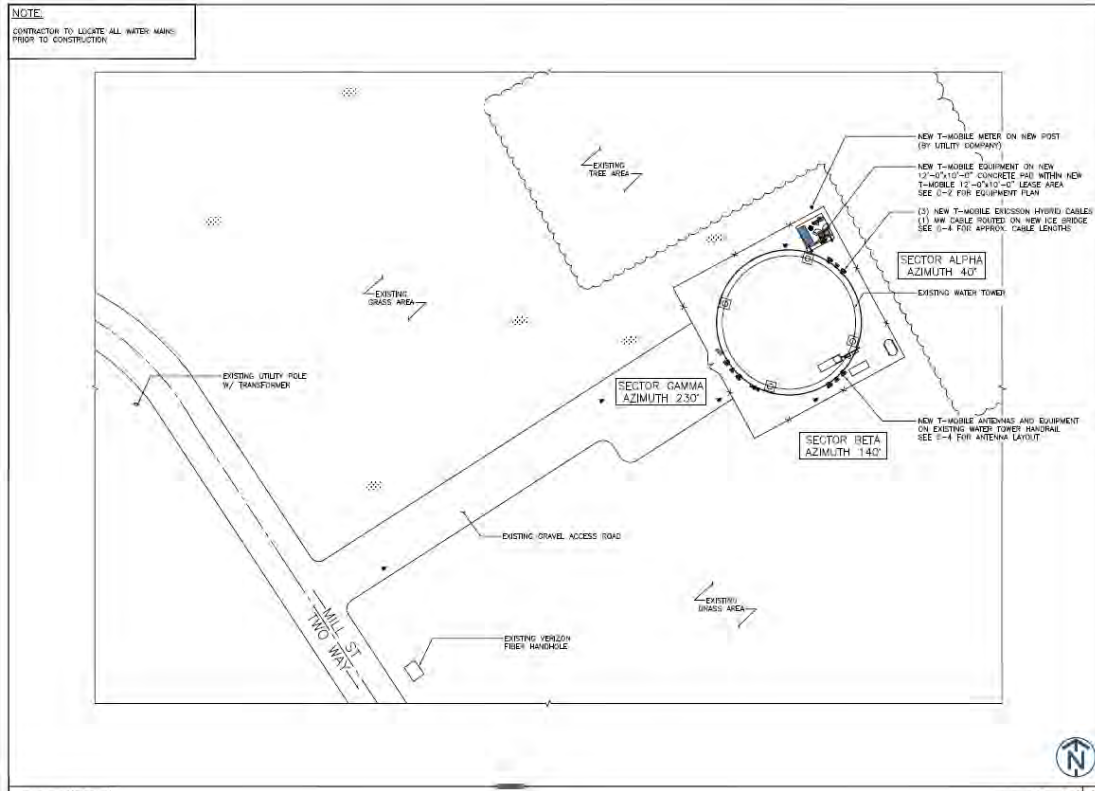 NOTE:
CONTRACTOR TO LOCATE ALL WATER MAINS
PRIOR TO CONSTRUCTION
NEW T-MOBILE METER ON NEW POST
(BY UTILITY COMPANY)
EXISTING
TREE AREA
NEW T-MOBILE EQUIPMENT ON NEW
12'-0"x10'-0" CONCRETE PAD WITHIN NEW
T-MOBILE 12'-0"x10'-0" LEASE AREA
SEE C-2 FOR EQUIPMENT PLAN
(3) NEW T-MOBILE ERICSSON HYBRID CABLES
(1) MW CABLE ROUTED ON NEW ICE BRIDGE
SEE C-4 FOR APPROX. CABLE LENGTHS
SECTOR ALPHA
AZIMUTH 40°
EXISTING
GRASS AREA
EXISTING WATER TOWER
EXISTING UTILITY POLE
W/ TRANSFORMER
SECTOR GAMMA
AZIMUTH 230°
NEW T-MOBILE ANTENNAS AND EQUIPMENT
ON EXISTING WATER TOWER HANDRAIL
SEE C-4 FOR ANTENNA LAYOUT
SECTOR BETA
AZIMUTH 140°
EXISTING GRAVEL ACCESS ROAD
EXISTING
GRASS AREA
MILL ST
TWO WAY
EXISTING VERIZON
FIBER HANDHOLE
N